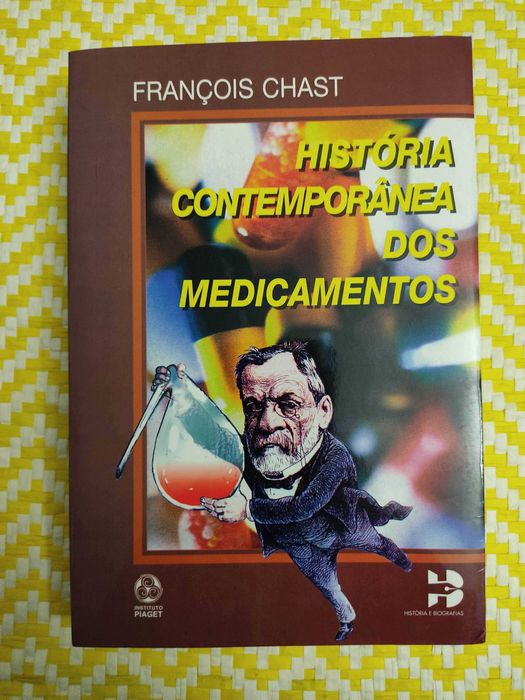 FRANÇOIS CHAST
HISTÓRIA
CONTEMPORÂNEA
DOS
MEDICAMENTOS
INSTITUTO
PIAGET
HISTÓRIA E BIOGRAFIAS